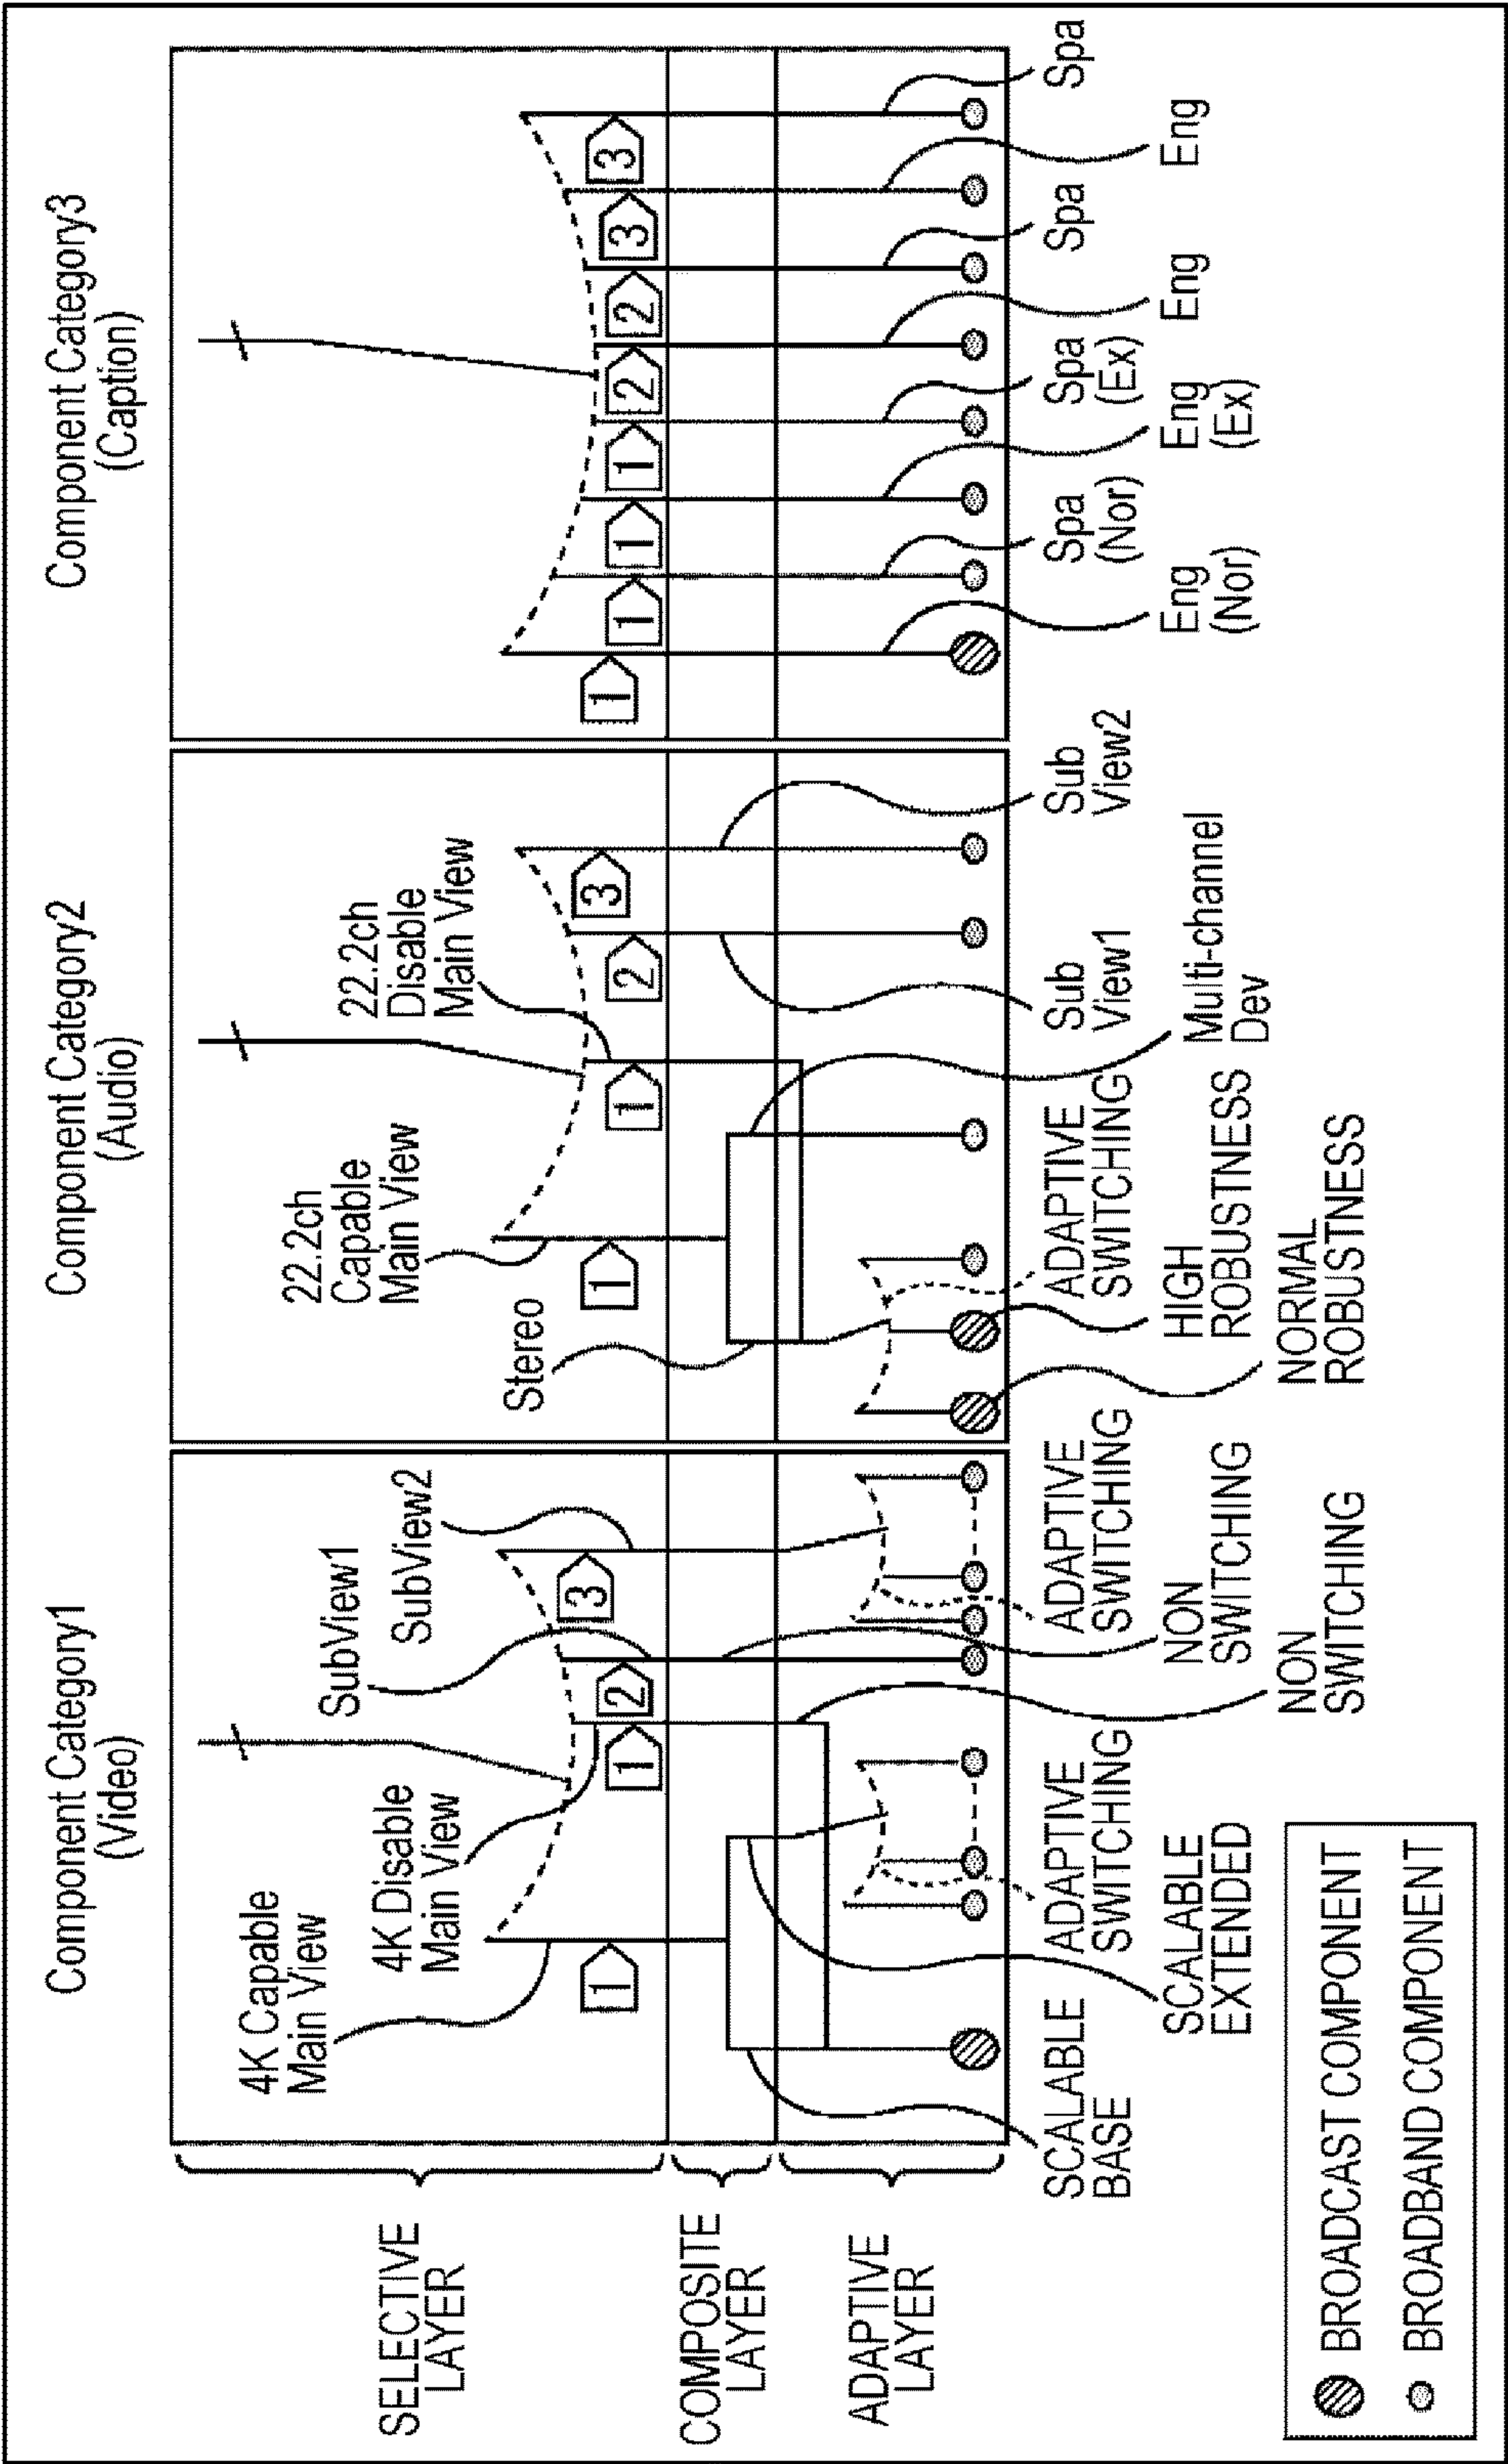 Component Category1
(Video)
Component Category2
(Audio)
Component Category3
(Caption)
SELECTIVE
LAYER
COMPOSITE
LAYER
ADAPTIVE
LAYER
4K Capable
Main View
4K Disable
Main View
SubView1
SubView2
1
1
2
3
SCALABLE
BASE
SCALABLE
EXTENDED
ADAPTIVE
SWITCHING
NON
SWITCHING
NON
SWITCHING
ADAPTIVE
SWITCHING
Stereo
22.2ch
Capable
Main View
22.2ch
Disable
Main View
1
1
2
3
NORMAL
ROBUSTNESS
HIGH
ROBUSTNESS
ADAPTIVE
SWITCHING
Multi-channel
Dev
Sub
View1
Sub
View2
1
1
1
1
2
2
3
3
Eng
(Nor)
Spa
(Nor)
Eng
(Ex)
Spa
(Ex)
Eng
Spa
Eng
Spa
BROADCAST COMPONENT
BROADBAND COMPONENT